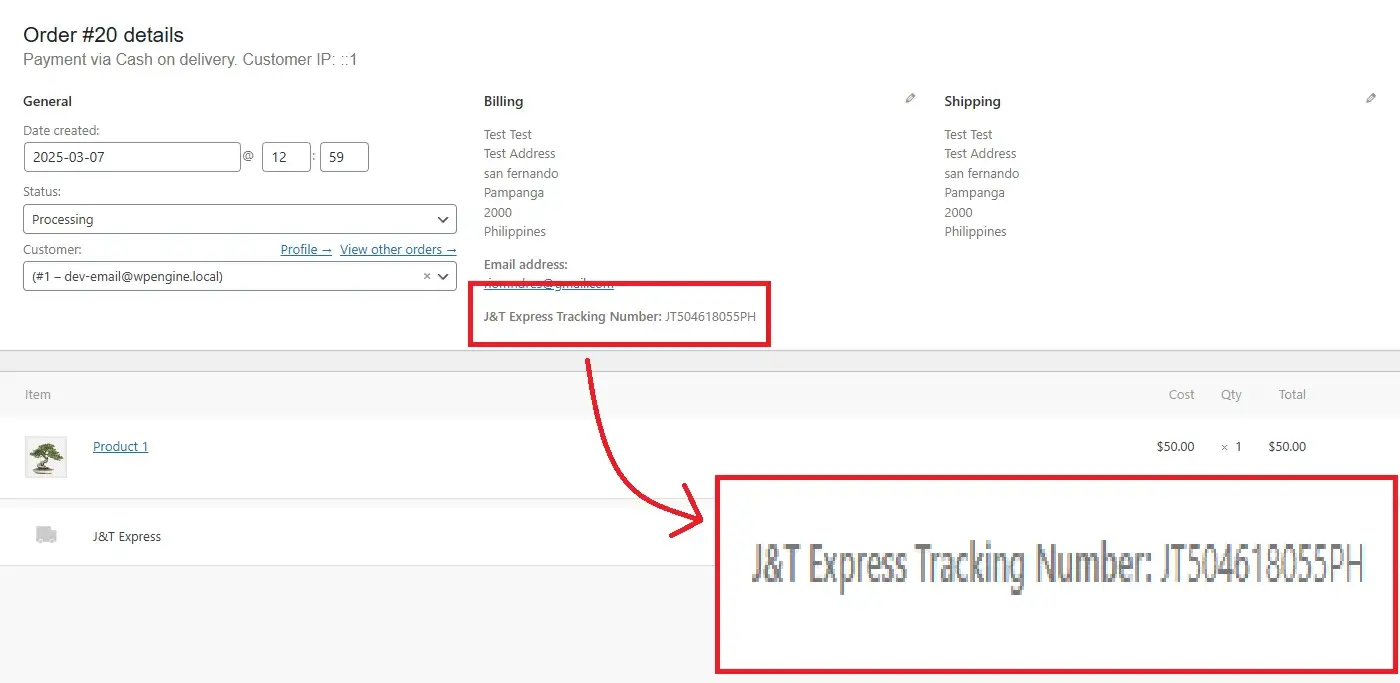 Order #20 details
Payment via Cash on delivery. Customer IP: ::1
General
Date created:
2025-03-07 @ 12 : 59
Status:
Processing
Customer: Profile → View other orders →
(#1 – dev-email@wpengine.local) × 
Billing
Test Test
Test Address
san fernando
Pampanga
2000
Philippines
Email address:
J&T Express Tracking Number: JT504618055PH
Shipping
Test Test
Test Address
san fernando
Pampanga
2000
Philippines
Item Cost Qty Total
Product 1 $50.00 × 1 $50.00
J&T Express
J&T Express Tracking Number: JT504618055PH